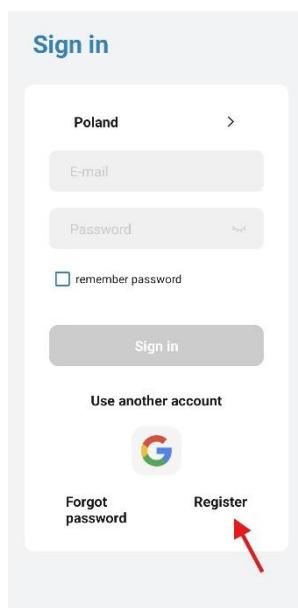 Sign in
Poland
E-mail
Password
remember password
Sign in
Use another account
Forgot Register
password